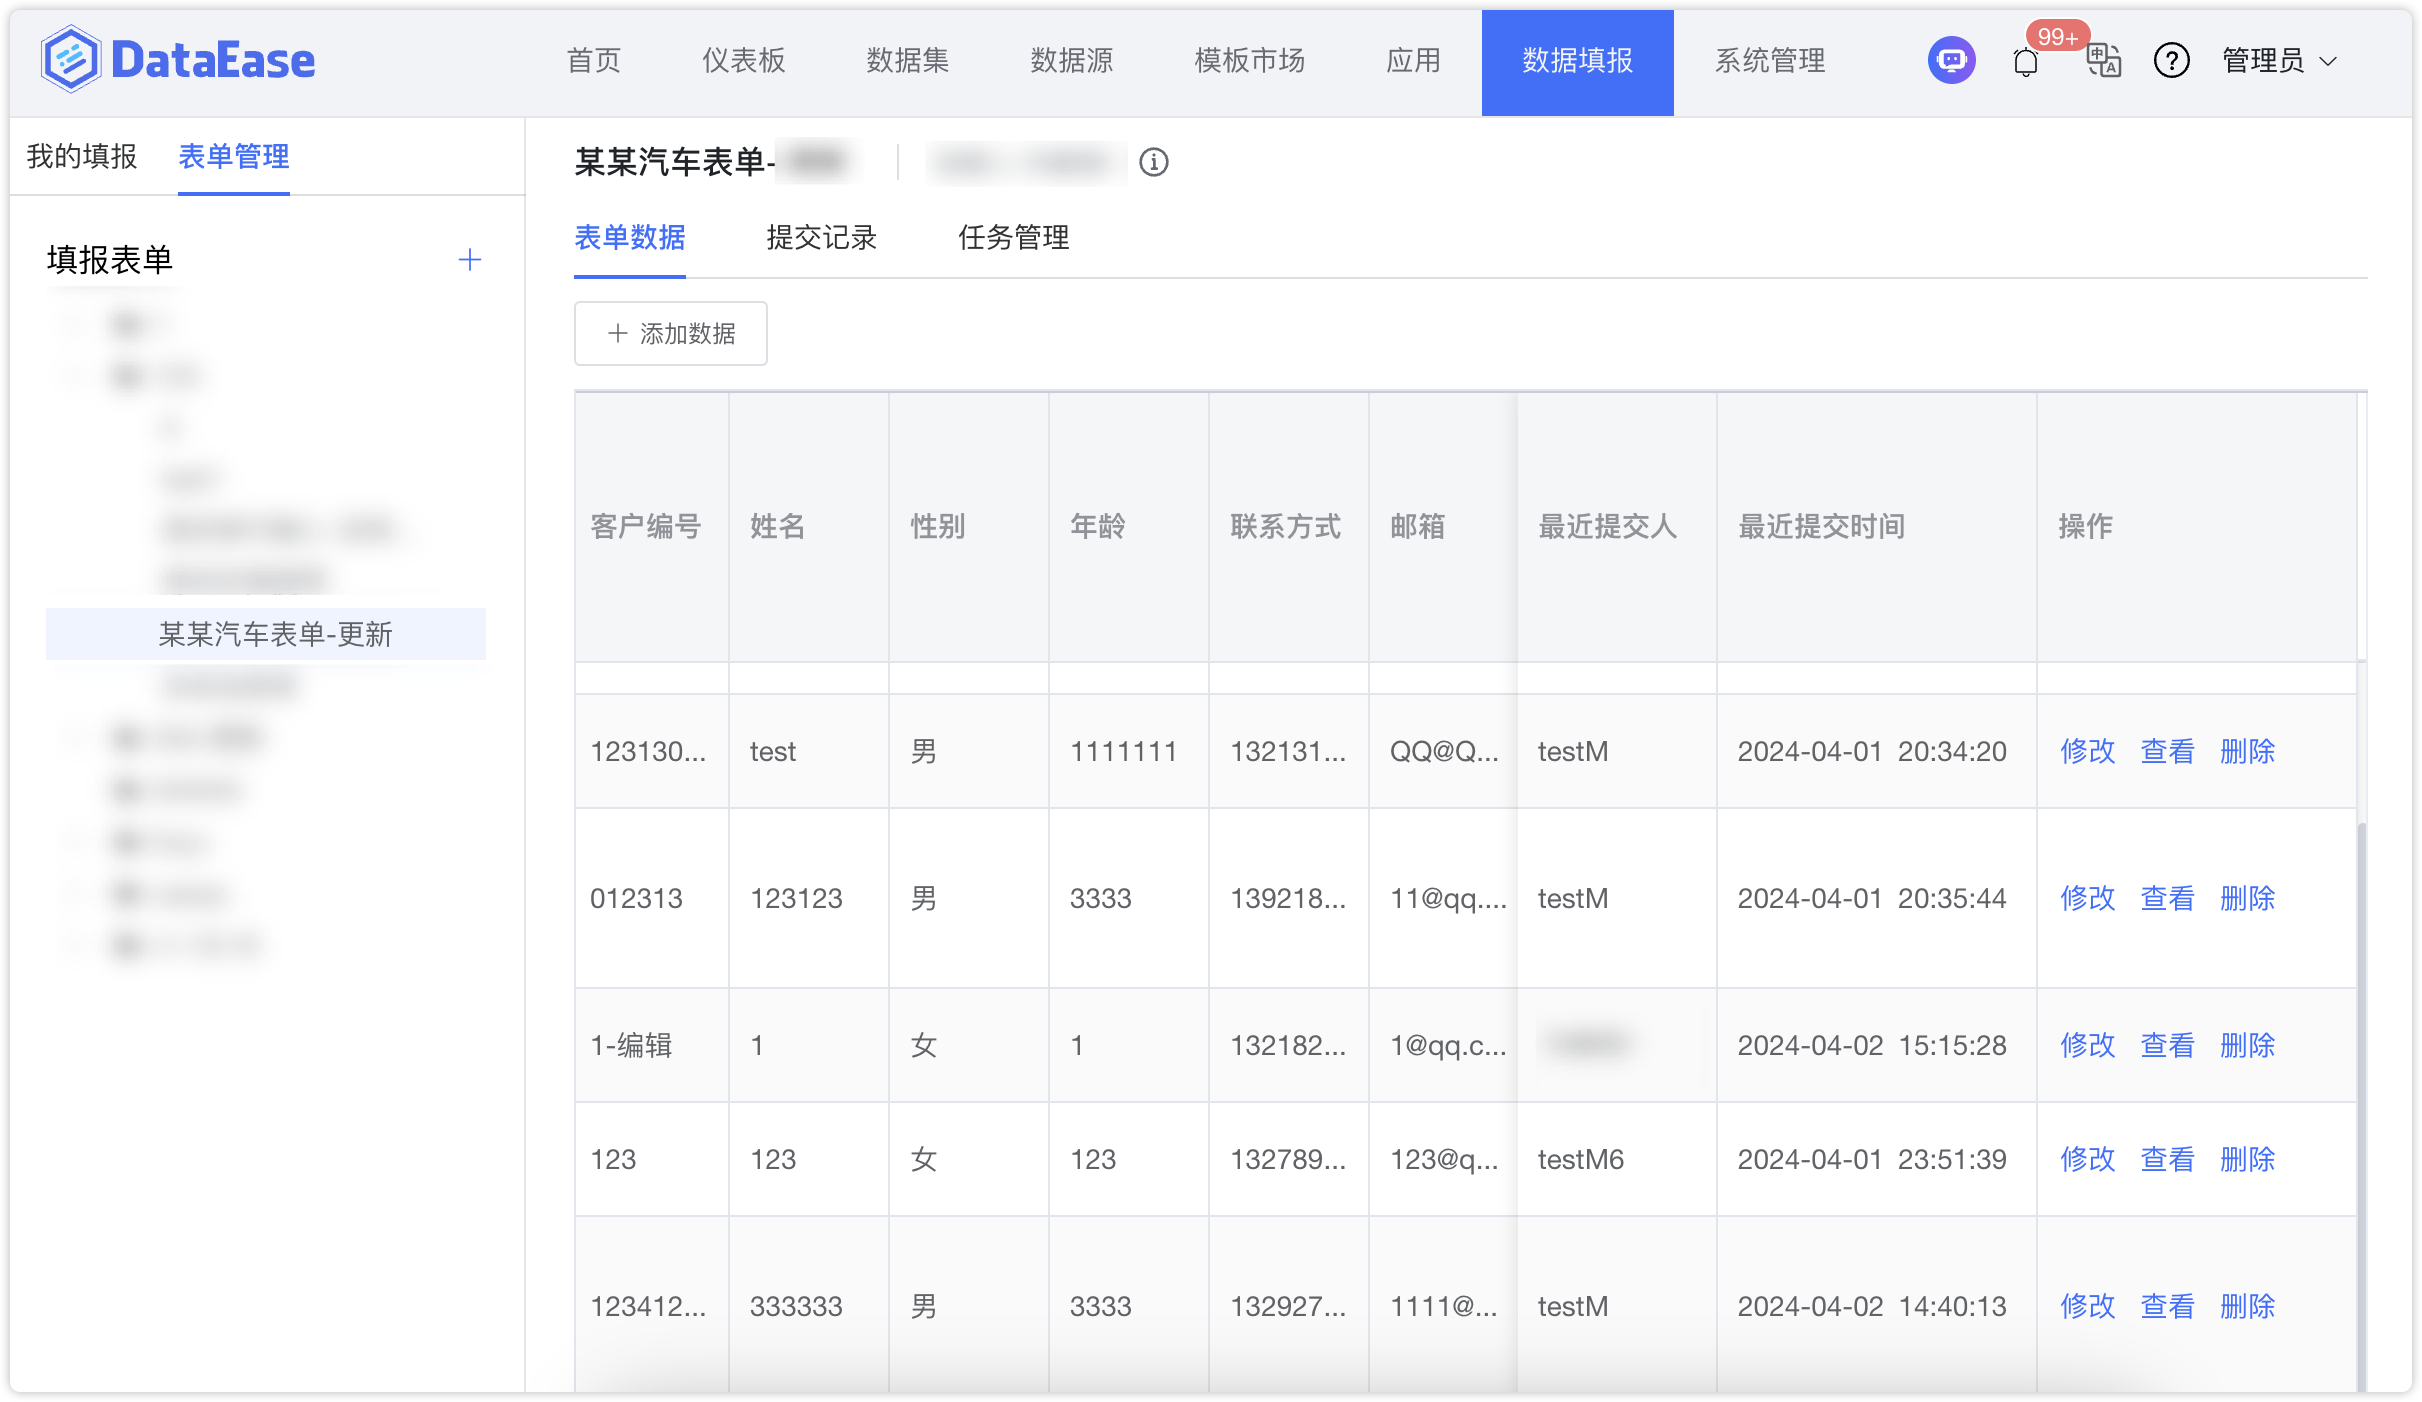 DataEase 首页 仪表板 数据集 数据源 模板市场 应用 数据填报 系统管理 99+ 管理员
我的填报 表单管理
填报表单
某某汽车表单-更新
某某汽车表单-
表单数据 提交记录 任务管理
添加数据
客户编号 姓名 性别 年龄 联系方式 邮箱 最近提交人 最近提交时间 操作
123130... test 男 1111111 132131... QQ@Q... testM 2024-04-01 20:34:20 修改 查看 删除
012313 123123 男 3333 139218... 11@qq.... testM 2024-04-01 20:35:44 修改 查看 删除
1-编辑 1 女 1 132182... 1@qq.c... 2024-04-02 15:15:28 修改 查看 删除
123 123 女 123 132789... 123@q... testM6 2024-04-01 23:51:39 修改 查看 删除
123412... 333333 男 3333 132927... 1111@... testM 2024-04-02 14:40:13 修改 查看 删除